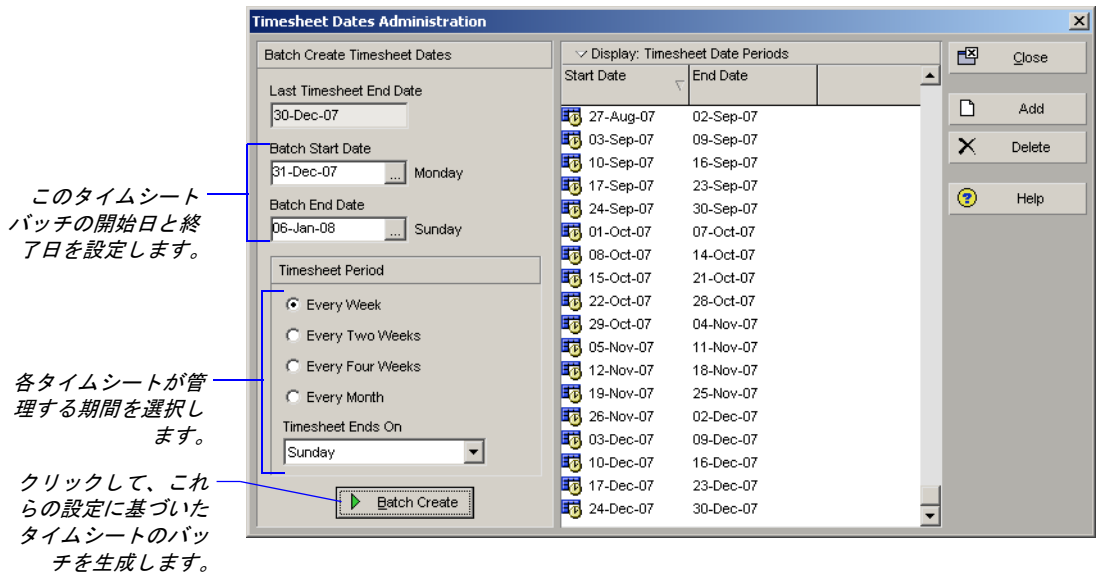 Timesheet Dates Administration
Batch Create Timesheet Dates
Last Timesheet End Date
30-Dec-07
Batch Start Date
31-Dec-07 ... Monday
Batch End Date
06-Jan-08 ... Sunday
Timesheet Period
Every Week
Every Two Weeks
Every Four Weeks
Every Month
Timesheet Ends On
Sunday
Batch Create
Display: Timesheet Date Periods
Start Date End Date
27-Aug-07 02-Sep-07
03-Sep-07 09-Sep-07
10-Sep-07 16-Sep-07
17-Sep-07 23-Sep-07
24-Sep-07 30-Sep-07
01-Oct-07 07-Oct-07
08-Oct-07 14-Oct-07
15-Oct-07 21-Oct-07
22-Oct-07 28-Oct-07
29-Oct-07 04-Nov-07
05-Nov-07 11-Nov-07
12-Nov-07 18-Nov-07
19-Nov-07 25-Nov-07
26-Nov-07 02-Dec-07
03-Dec-07 09-Dec-07
10-Dec-07 16-Dec-07
17-Dec-07 23-Dec-07
24-Dec-07 30-Dec-07
Close
Add
Delete
Help
このタイムシート
バッチの開始日と終
了日を設定します。
各タイムシートが管
理する期間を選択し
ます。
クリックして、これ
らの設定に基づいた
タイムシートのバッ
チを生成します。